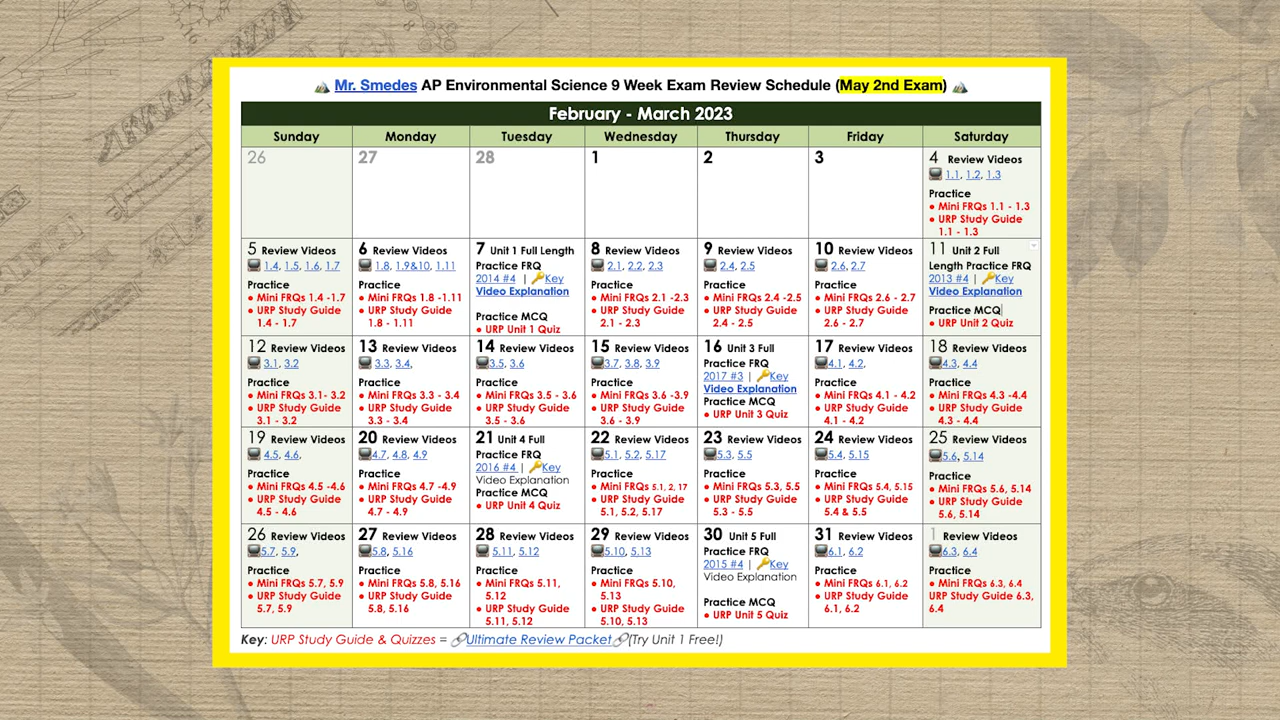 Mr. Smedes AP Environmental Science 9 Week Exam Review Schedule (May 2nd Exam)
February - March 2023
Sunday Monday Tuesday Wednesday Thursday Friday Saturday
26
27
28
1
2
3
4 Review Videos
1.1, 1.2, 1.3
Practice
● Mini FRQs 1.1 - 1.3
● URP Study Guide
1.1 - 1.3
5 Review Videos
1.4, 1.5, 1.6, 1.7
Practice
● Mini FRQs 1.4 -1.7
● URP Study Guide
1.4 - 1.7
6 Review Videos
1.8, 1.9&10, 1.11
Practice
● Mini FRQs 1.8 -1.11
● URP Study Guide
1.8 - 1.11
7 Unit 1 Full Length
Practice FRQ
2014 #4 | 🔑Key
Video Explanation
Practice MCQ
● URP Unit 1 Quiz
8 Review Videos
2.1, 2.2, 2.3
Practice
● Mini FRQs 2.1 -2.3
● URP Study Guide
2.1 - 2.3
9 Review Videos
2.4, 2.5
Practice
● Mini FRQs 2.4 -2.5
● URP Study Guide
2.4 - 2.5
10 Review Videos
2.6, 2.7
Practice
● Mini FRQs 2.6 - 2.7
● URP Study Guide
2.6 - 2.7
11 Unit 2 Full
Length Practice FRQ
2013 #4 | 🔑Key
Video Explanation
Practice MCQ
● URP Unit 2 Quiz
12 Review Videos
3.1, 3.2
Practice
● Mini FRQs 3.1- 3.2
● URP Study Guide
3.1 - 3.2
13 Review Videos
3.3, 3.4,
Practice
● Mini FRQs 3.3 - 3.4
● URP Study Guide
3.3 - 3.4
14 Review Videos
3.5, 3.6
Practice
● Mini FRQs 3.5 - 3.6
● URP Study Guide
3.5 - 3.6
15 Review Videos
3.7, 3.8, 3.9
Practice
● Mini FRQs 3.6 -3.9
● URP Study Guide
3.6 - 3.9
16 Unit 3 Full
Practice FRQ
2017 #3 | 🔑Key
Video Explanation
Practice MCQ
● URP Unit 3 Quiz
17 Review Videos
4.1, 4.2,
Practice
● Mini FRQs 4.1 - 4.2
● URP Study Guide
4.1 - 4.2
18 Review Videos
4.3, 4.4
Practice
● Mini FRQs 4.3 -4.4
● URP Study Guide
4.3 - 4.4
19 Review Videos
4.5, 4.6,
Practice
● Mini FRQs 4.5 -4.6
● URP Study Guide
4.5 - 4.6
20 Review Videos
4.7, 4.8, 4.9
Practice
● Mini FRQs 4.7 -4.9
● URP Study Guide
4.7 - 4.9
21 Unit 4 Full
Practice FRQ
2016 #4 | 🔑Key
Video Explanation
Practice MCQ
● URP Unit 4 Quiz
22 Review Videos
5.1, 5.2, 5.17
Practice
● Mini FRQs 5.1, 2, 17
● URP Study Guide
5.1, 5.2, 5.17
23 Review Videos
5.3, 5.5
Practice
● Mini FRQs 5.3, 5.5
● URP Study Guide
5.3 - 5.5
24 Review Videos
5.4, 5.15
Practice
● Mini FRQs 5.4, 5.15
● URP Study Guide
5.4 & 5.5
25 Review Videos
5.6, 5.14
Practice
● Mini FRQs 5.6, 5.14
● URP Study Guide
5.6, 5.14
26 Review Videos
5.7, 5.9,
Practice
● Mini FRQs 5.7, 5.9
● URP Study Guide
5.7, 5.9
27 Review Videos
5.8, 5.16
Practice
● Mini FRQs 5.8, 5.16
● URP Study Guide
5.8, 5.16
28 Review Videos
5.11, 5.12
Practice
● Mini FRQs 5.11,
5.12
● URP Study Guide
5.11, 5.12
29 Review Videos
5.10, 5.13
Practice
● Mini FRQs 5.10,
5.13
● URP Study Guide
5.10, 5.13
30 Unit 5 Full
Practice FRQ
2015 #4 | 🔑Key
Video Explanation
Practice MCQ
● URP Unit 5 Quiz
31 Review Videos
6.1, 6.2
Practice
● Mini FRQs 6.1, 6.2
● URP Study Guide
6.1, 6.2
1 Review Videos
6.3, 6.4
Practice
● Mini FRQs 6.3, 6.4
URP Study Guide 6.3,
6.4
Key: URP Study Guide & Quizzes = 🔗Ultimate Review Packet🔗(Try Unit 1 Free!)